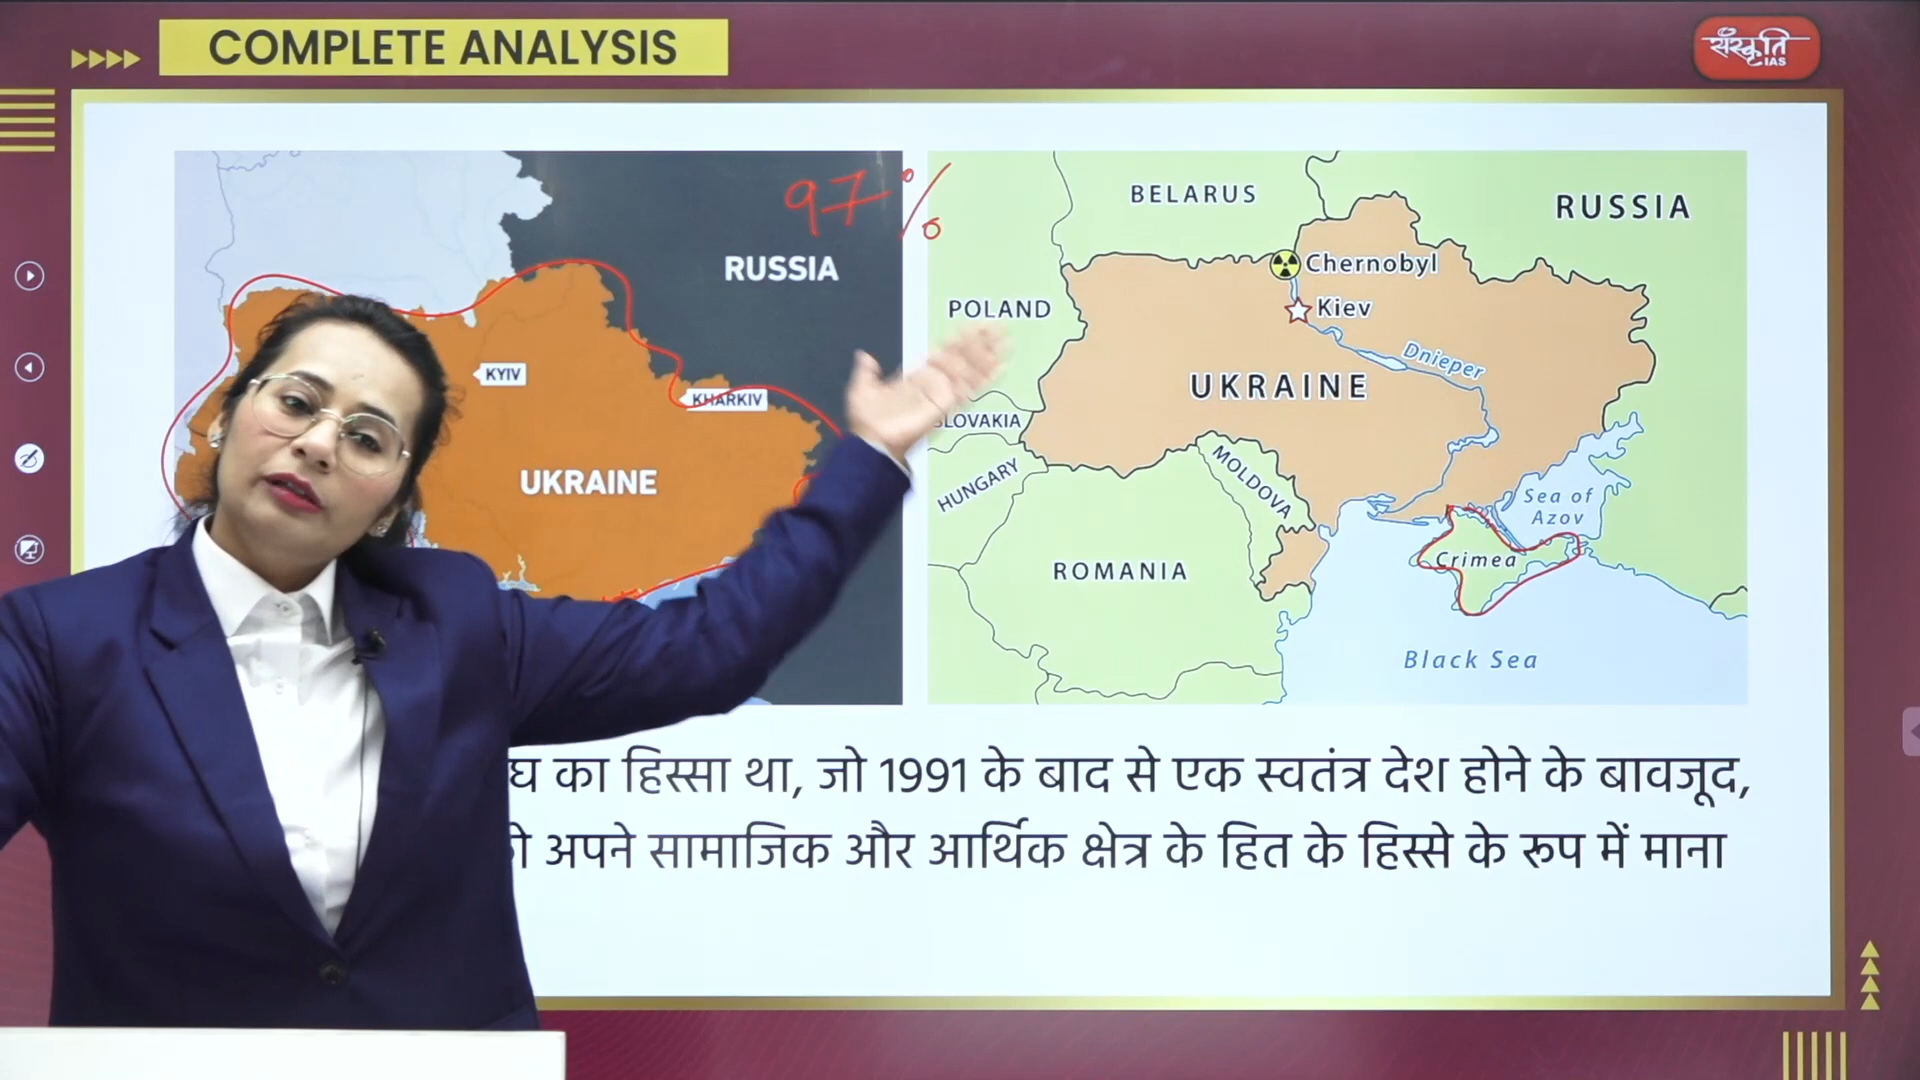 COMPLETE ANALYSIS
संस्कृति
IAS
97%
RUSSIA
KYIV
KHARKIV
UKRAINE
BELARUS
RUSSIA
Chernobyl
Kiev
POLAND
Dnieper
UKRAINE
SLOVAKIA
HUNGARY
MOLDOVA
Sea of
Azov
Crimea
ROMANIA
Black Sea
का हिस्सा था, जो 1991 के बाद से एक स्वतंत्र देश होने के बावजूद,
अपने सामाजिक और आर्थिक क्षेत्र के हित के हिस्से के रूप में माना